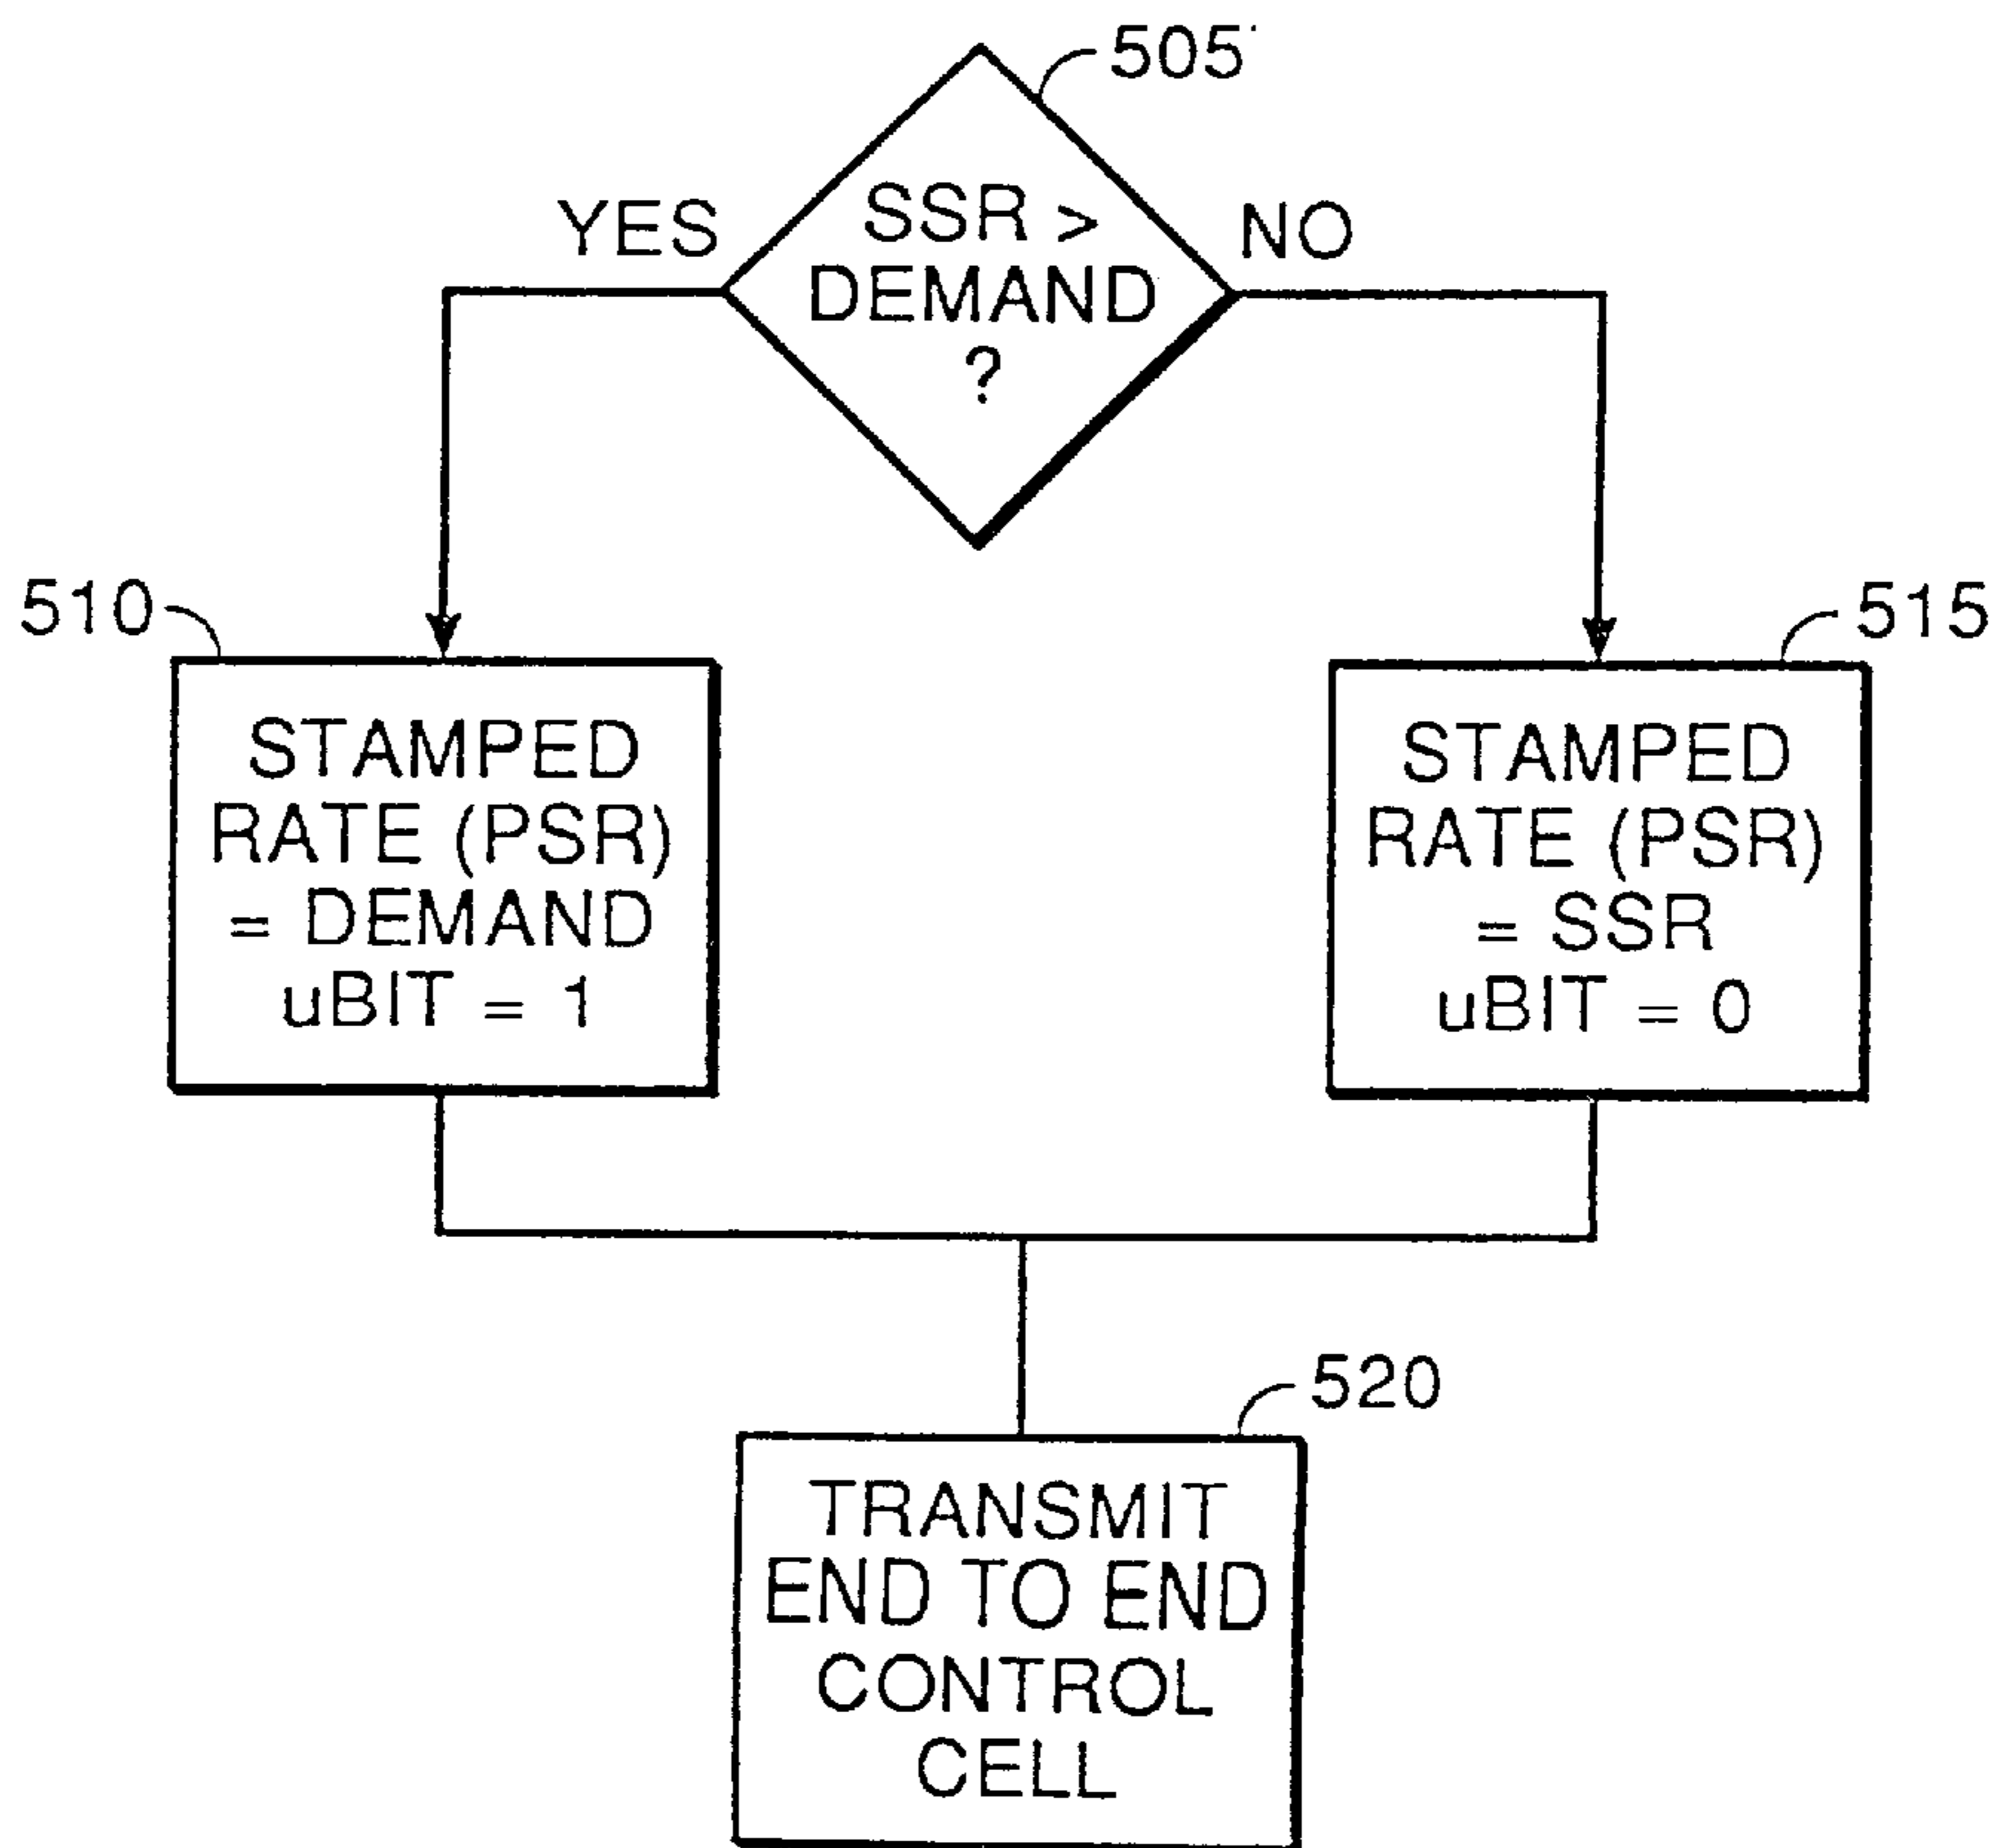 505
YES
SSR >
DEMAND
?
NO
510
STAMPED
RATE (PSR)
= DEMAND
uBIT = 1
515
STAMPED
RATE (PSR)
= SSR
uBIT = 0
520
TRANSMIT
END TO END
CONTROL
CELL